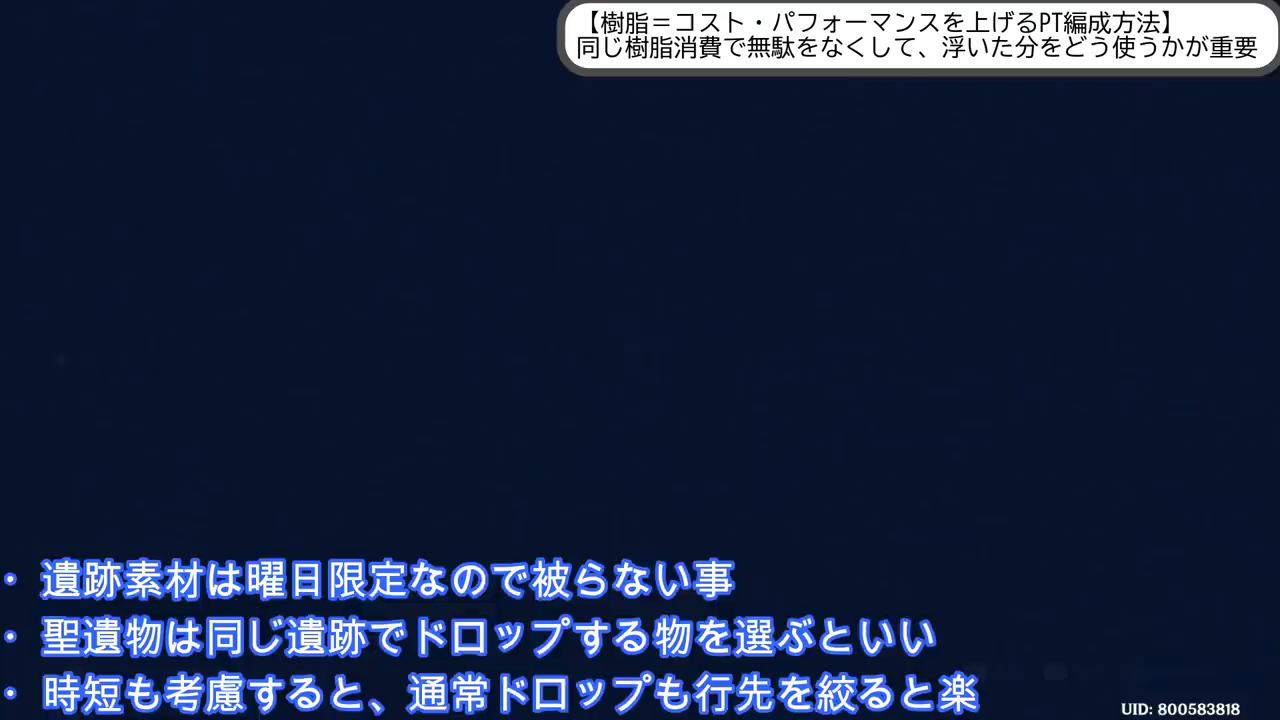 【樹脂＝コスト・パフォーマンスを上げるPT編成方法】
同じ樹脂消費で無駄をなくして、浮いた分をどう使うかが重要
・ 遺跡素材は曜日限定なので被らない事
・ 聖遺物は同じ遺跡でドロップする物を選ぶといい
・ 時短も考慮すると、通常ドロップも行先を絞ると楽
UID: 800583818